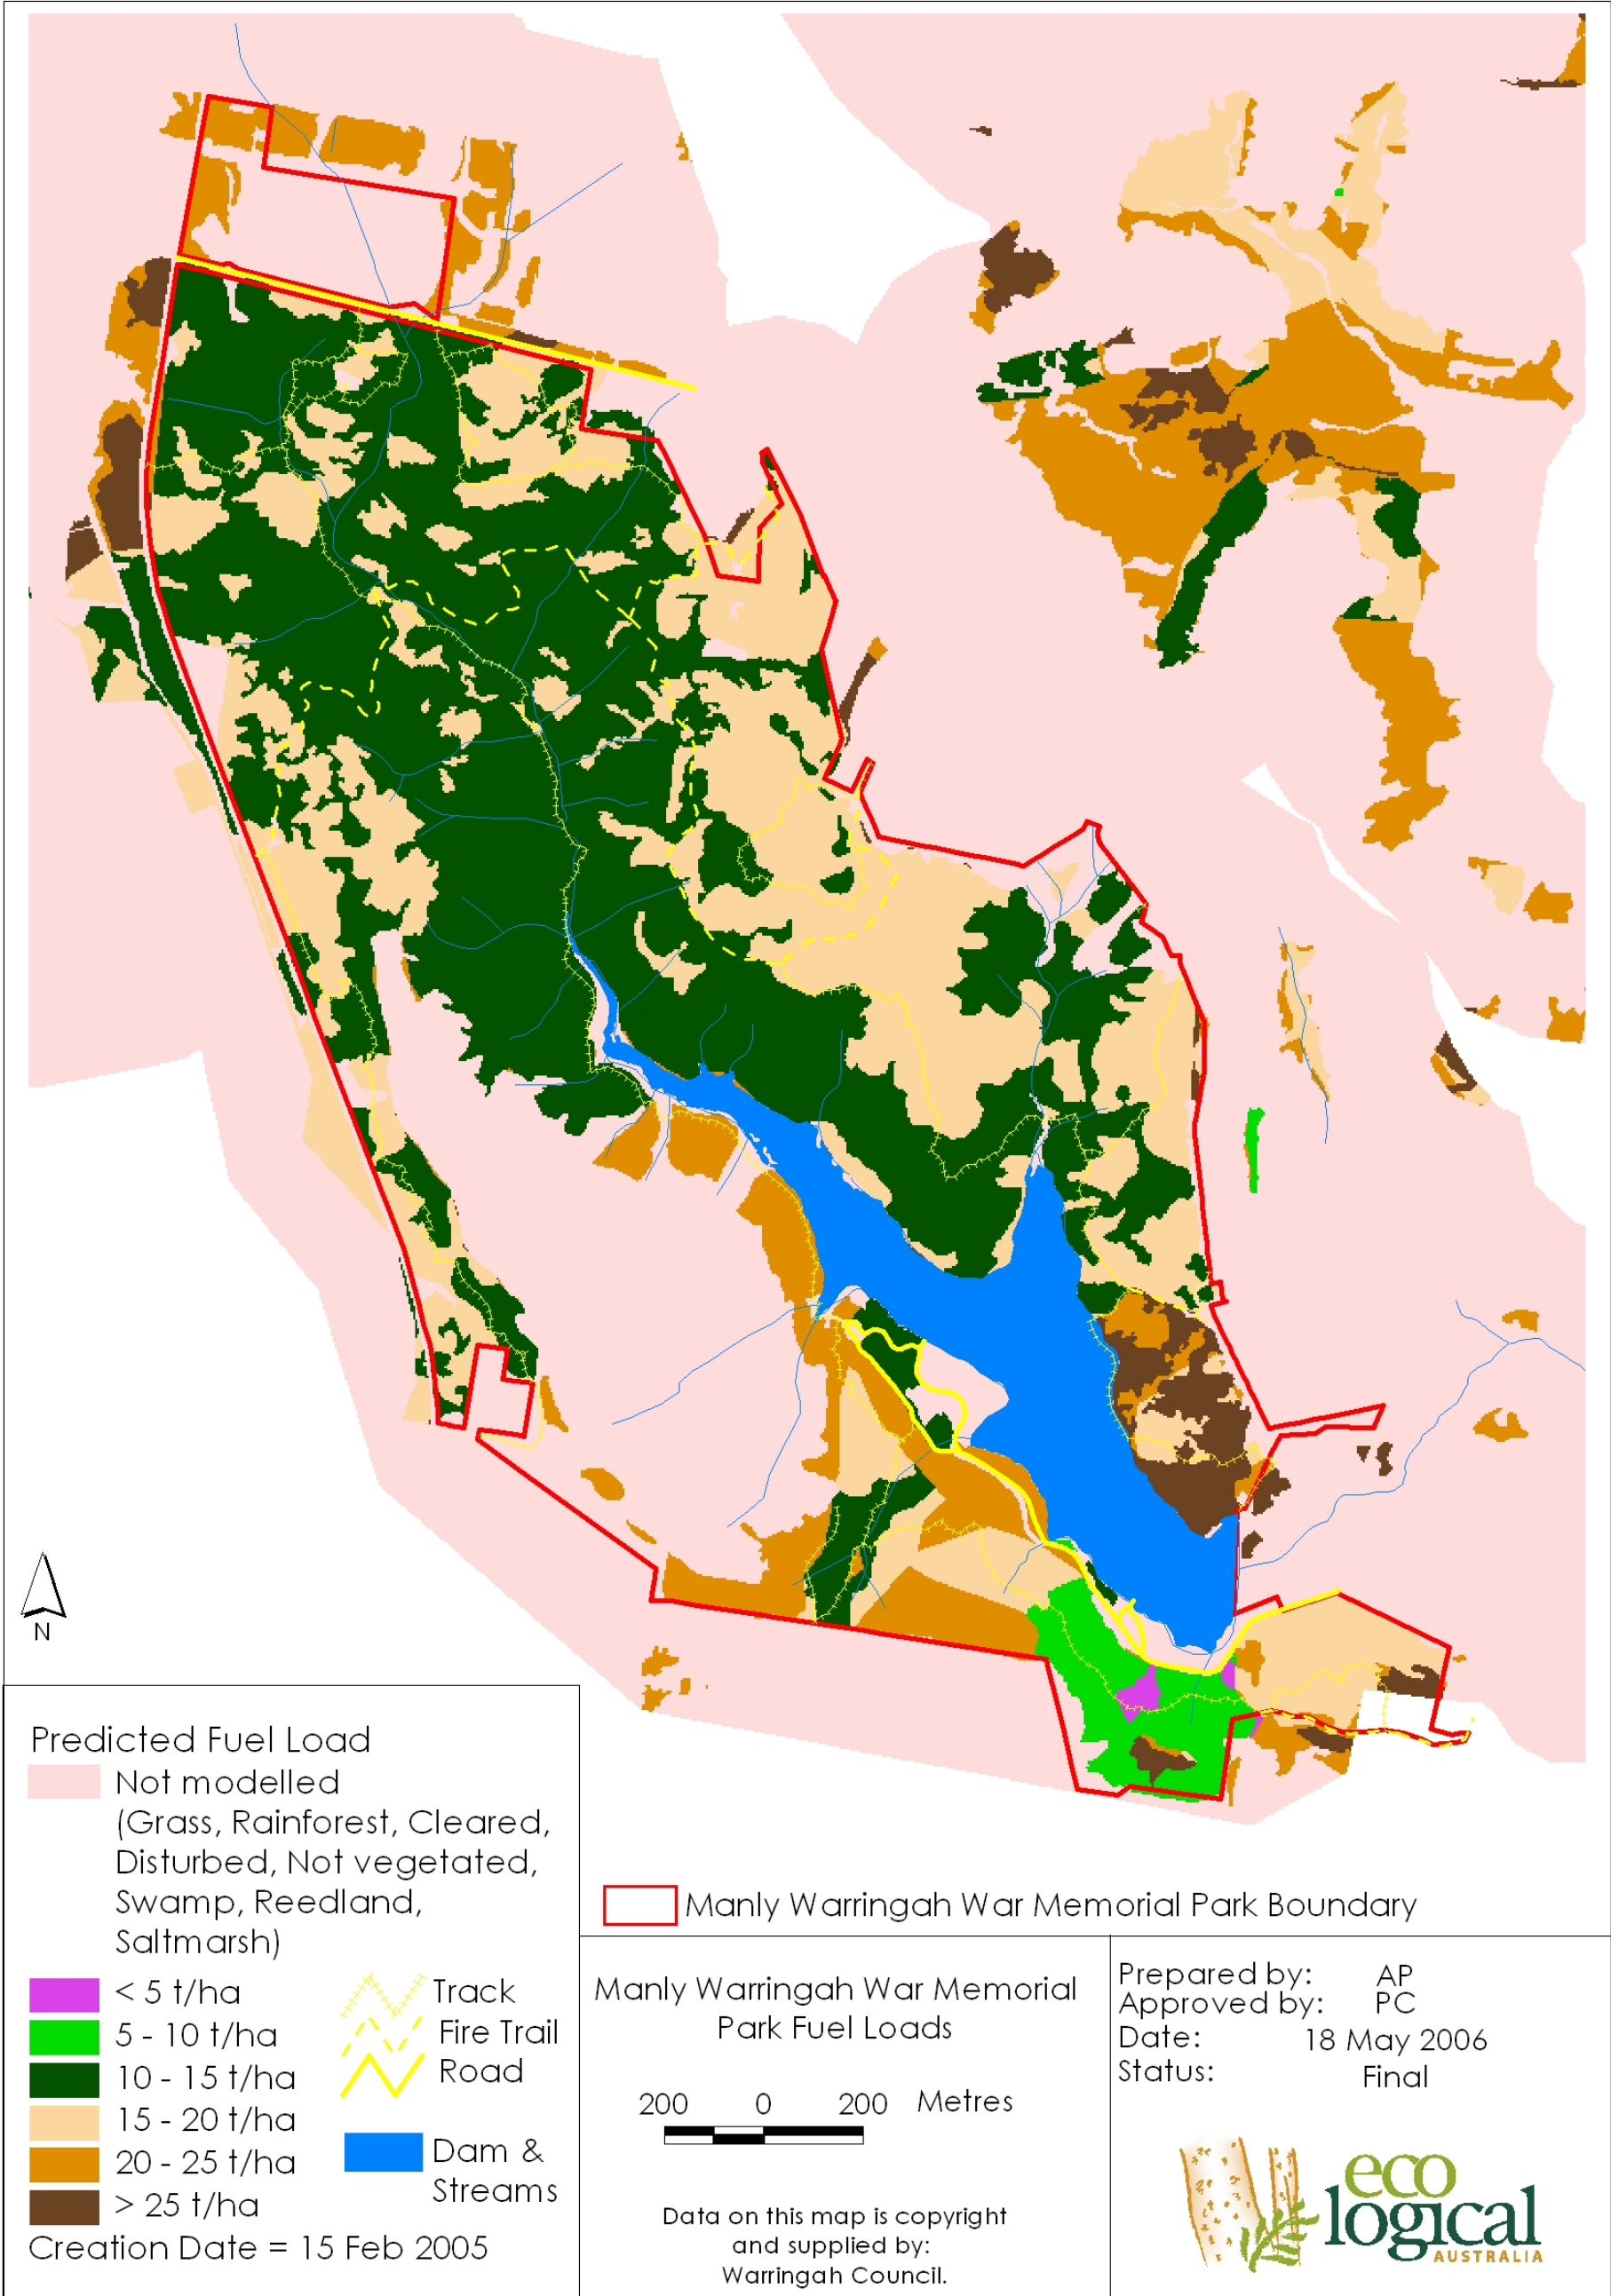 N
Predicted Fuel Load
Not modelled
(Grass, Rainforest, Cleared,
Disturbed, Not vegetated,
Swamp, Reedland,
Saltmarsh)
< 5 t/ha
5 - 10 t/ha
10 - 15 t/ha
15 - 20 t/ha
20 - 25 t/ha
> 25 t/ha
Track
Fire Trail
Road
Dam &
Streams
Creation Date = 15 Feb 2005
Manly Warringah War Memorial Park Boundary
Manly Warringah War Memorial
Park Fuel Loads
200 0 200 Metres
Data on this map is copyright
and supplied by:
Warringah Council.
Prepared by: AP
Approved by: PC
Date: 18 May 2006
Status: Final
eco
logical
AUSTRALIA